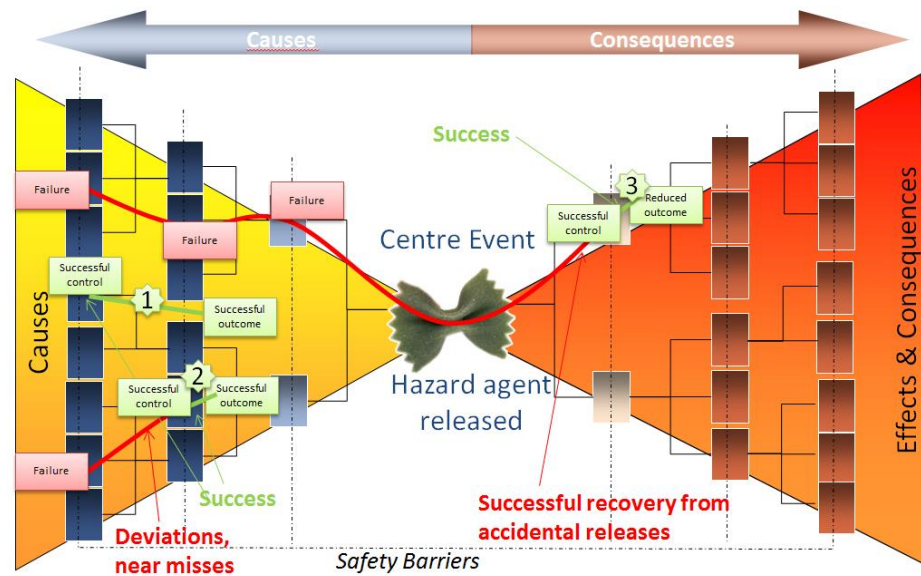 Causes
Consequences
Success
3
Failure
Failure
Successful
control
Reduced
outcome
Failure
Centre Event
Successful
control
1
Successful
outcome
Causes
Effects & Consequences
2
Successful
control
Successful
outcome
Hazard agent
released
Failure
Success
Successful recovery from
accidental releases
Deviations,
near misses
Safety Barriers